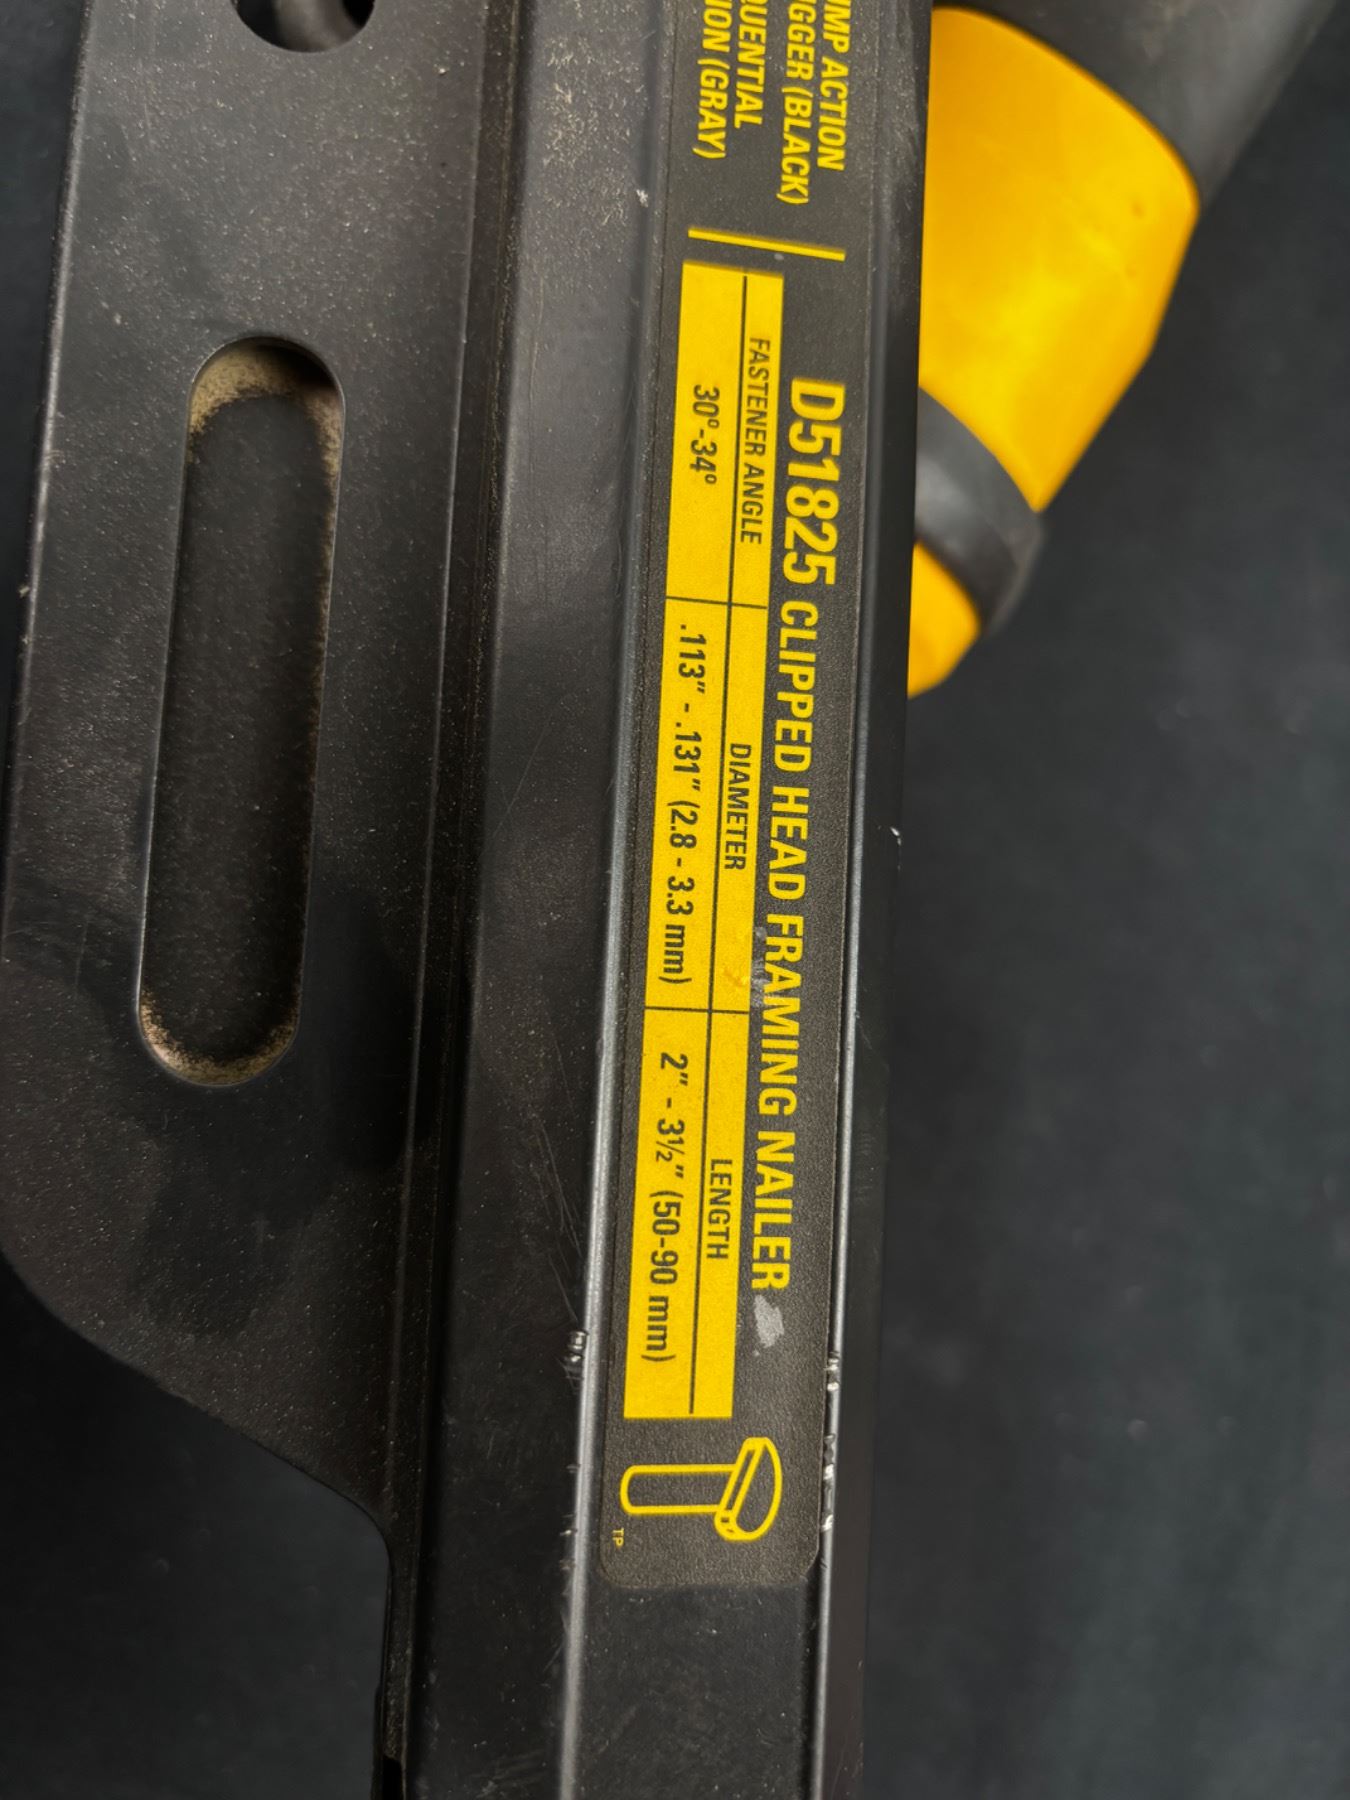 UMP ACTION
IGGER (BLACK)
QUENTIAL
ION (GRAY)
D51825 CLIPPED HEAD FRAMING NAILER
FASTENER ANGLE DIAMETER LENGTH
30°-34° .113" - .131" (2.8 - 3.3 mm) 2" - 3½" (50-90 mm)
TP